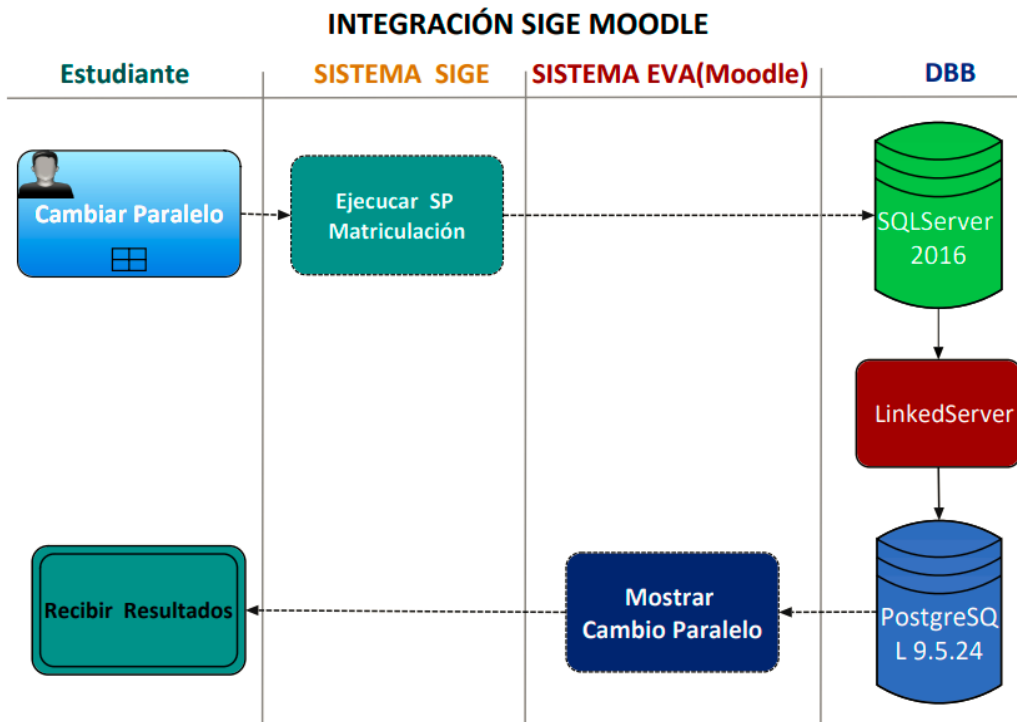 INTEGRACIÓN SIGE MOODLE
Estudiante
SISTEMA SIGE
SISTEMA EVA(Moodle)
DBB
Cambiar Paralelo
Ejecucar SP
Matriculación
SQLServer
2016
LinkedServer
Recibir Resultados
Mostrar
Cambio Paralelo
PostgreSQ
L 9.5.24